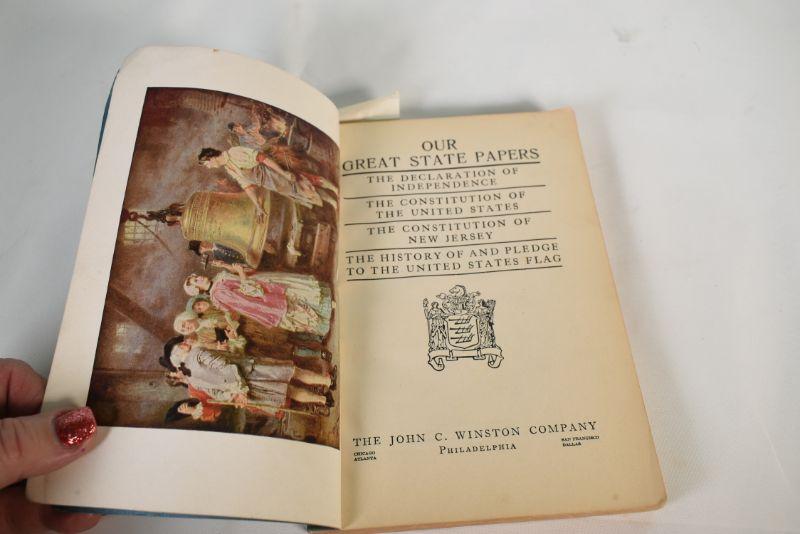 OUR
GREAT STATE PAPERS
THE DECLARATION OF
INDEPENDENCE
THE CONSTITUTION OF
THE UNITED STATES
THE CONSTITUTION OF
NEW JERSEY
THE HISTORY OF AND PLEDGE
TO THE UNITED STATES FLAG
THE JOHN C. WINSTON COMPANY
CHICAGO
ATLANTA
PHILADELPHIA
SAN FRANCISCO
DALLAS